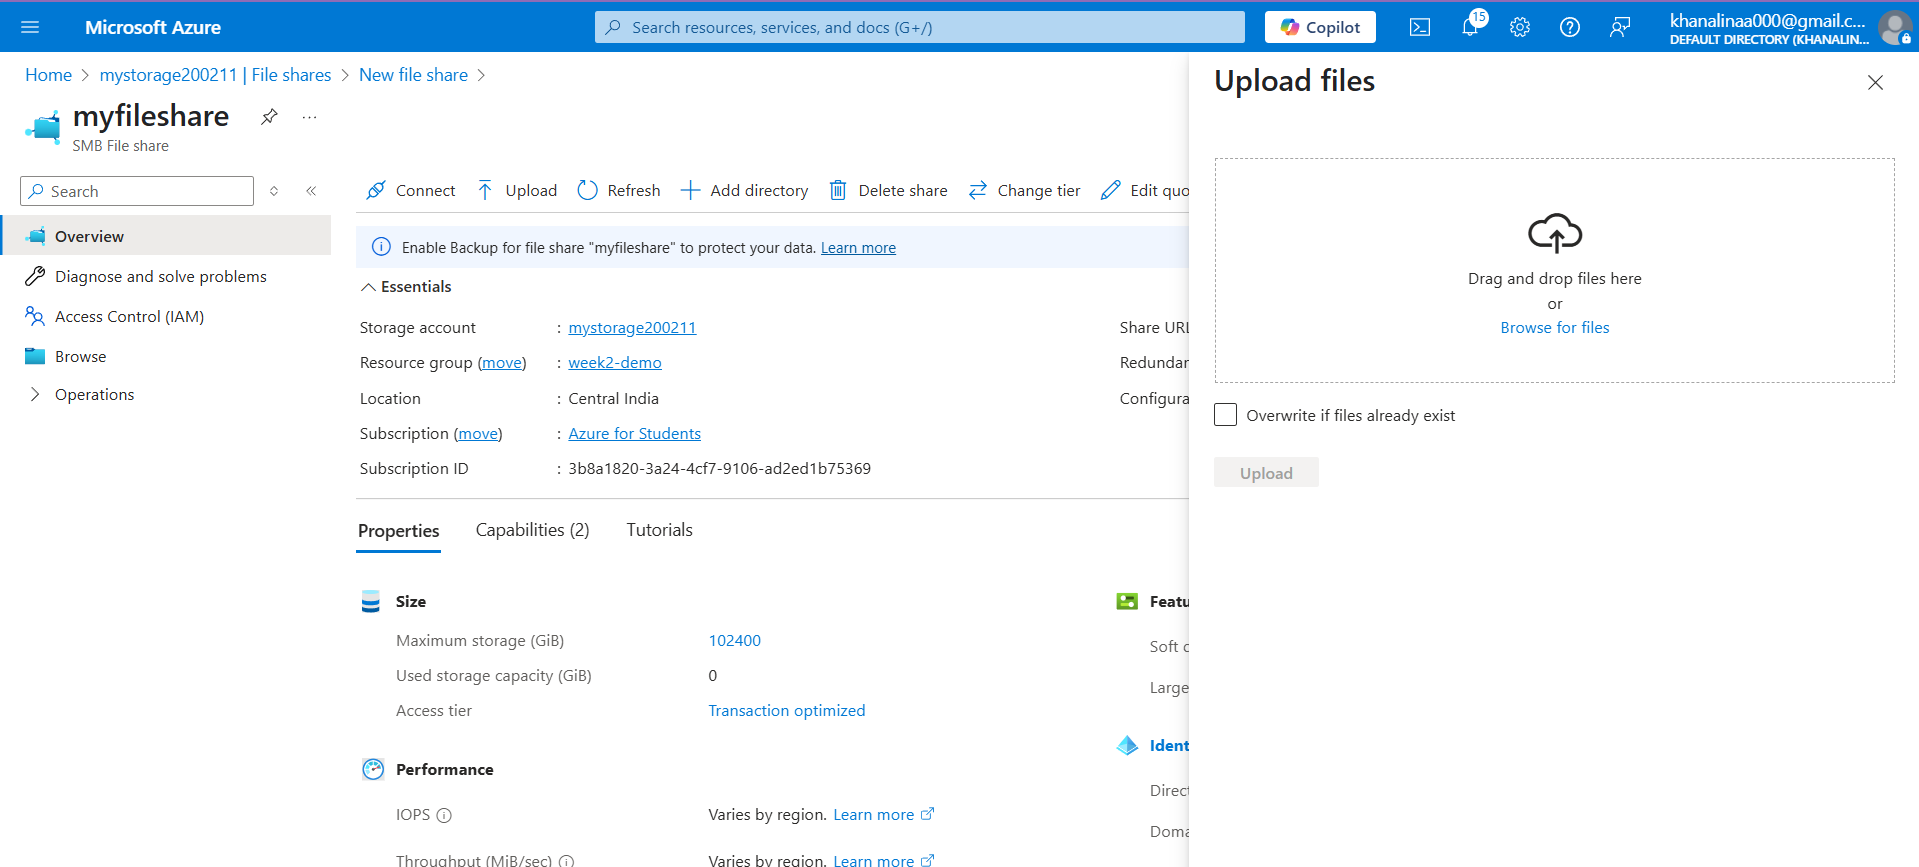 Microsoft Azure
Search resources, services, and docs (G+/)
Copilot
15
khanalinaa000@gmail.c...
DEFAULT DIRECTORY (KHANALIN...
Home > mystorage200211 | File shares > New file share >
myfileshare
...
SMB File share
Search
Overview
Diagnose and solve problems
Access Control (IAM)
Browse
Operations
Connect
Upload
Refresh
Add directory
Delete share
Change tier
Edit quo
Enable Backup for file share "myfileshare" to protect your data. Learn more
Essentials
Storage account : mystorage200211
Resource group (move) : week2-demo
Location : Central India
Subscription (move) : Azure for Students
Subscription ID : 3b8a1820-3a24-4cf7-9106-ad2ed1b75369
Share URL
Redundan
Configura
Properties
Capabilities (2)
Tutorials
Size
Maximum storage (GiB) 102400
Used storage capacity (GiB) 0
Access tier Transaction optimized
Performance
IOPS Varies by region. Learn more
Throughput (MiB/sec) Varies by region. Learn more
Featu
Soft c
Large
Ident
Direct
Doma
Upload files
Drag and drop files here
or
Browse for files
Overwrite if files already exist
Upload